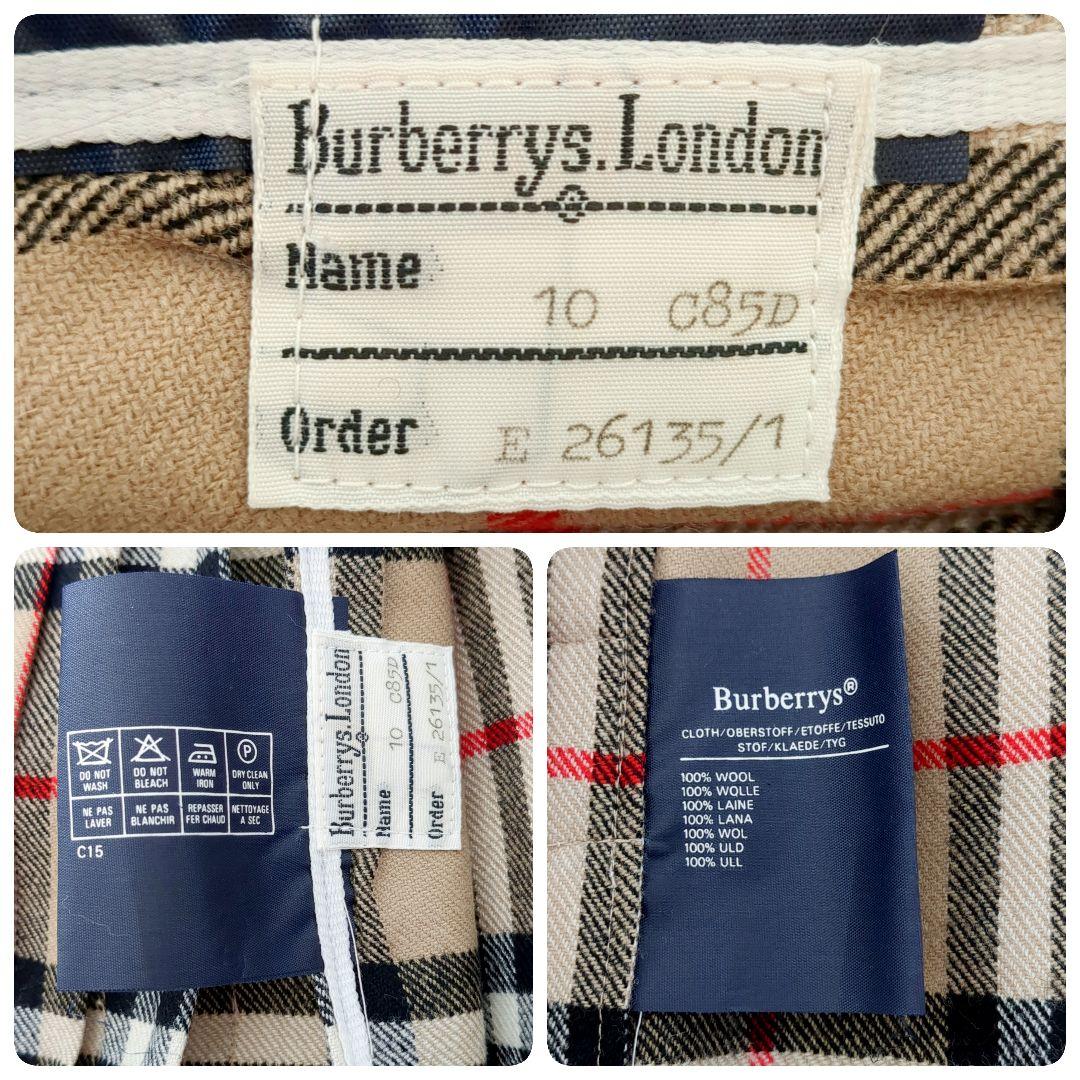 Burberrys.London
Name
10 C85D
Order E 26135/1
DO NOT WASH
DO NOT BLEACH
WARM IRON
P
DRY CLEAN ONLY
NE PAS LAVER
NE PAS BLANCHIR
REPASSER FER CHAUD
NETTOYAGE A SEC
C15
Burberrys.London
Name 10 C85D
Order E 26135/1
Burberrys®
CLOTH/OBERSTOFF/ETOFFE/TESSUTO
STOF/KLAEDE/TYG
100% WOOL
100% WOLLE
100% LAINE
100% LANA
100% WOL
100% ULD
100% ULL